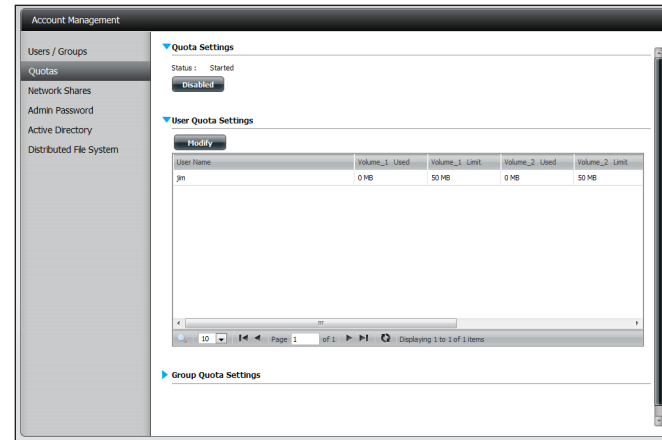 Account Management
Users / Groups
Quotas
Network Shares
Admin Password
Active Directory
Distributed File System
Quota Settings
Status : Started
Disabled
User Quota Settings
Modify
User Name Volume_1 Used Volume_1 Limit Volume_2 Used Volume_2 Limit
jim 0 MB 50 MB 0 MB 50 MB
10 Page 1 of 1 Displaying 1 to 1 of 1 items
Group Quota Settings